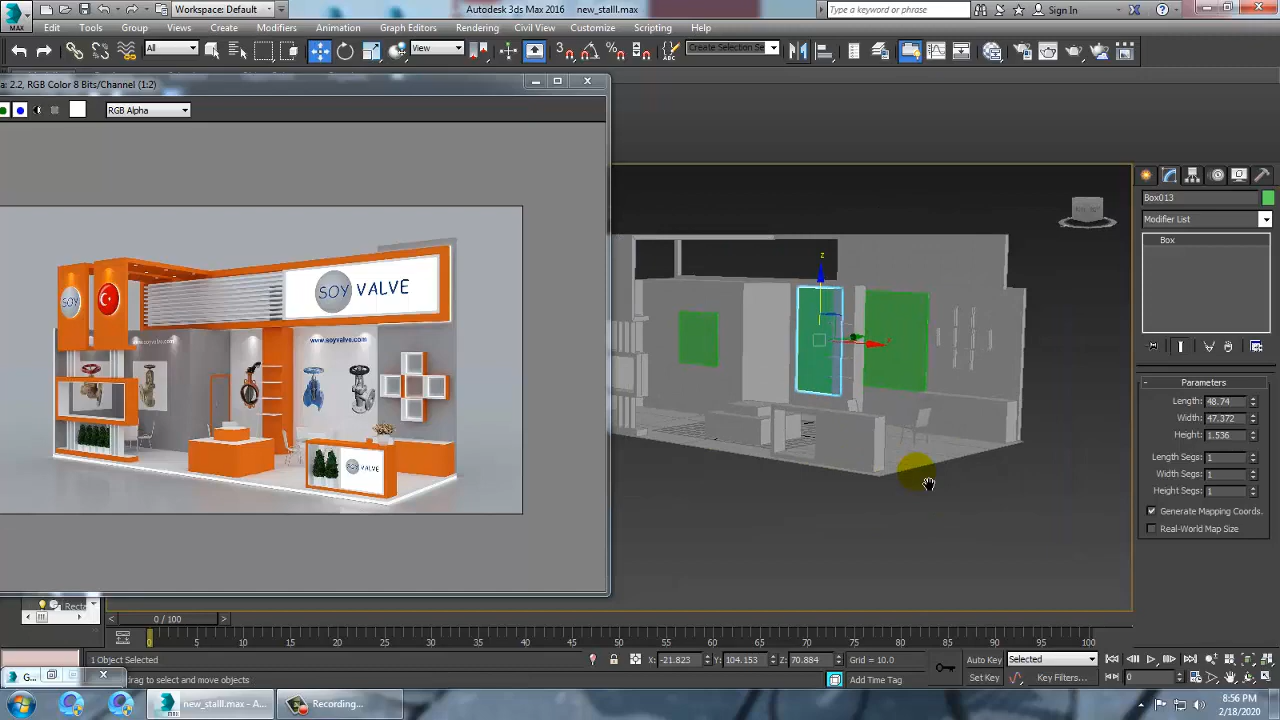 Workspace: Default
Autodesk 3ds Max 2016
new_stalll.max
Type a keyword or phrase
Sign In
MAX
Edit
Tools
Group
Views
Create
Modifiers
Animation
Graph Editors
Rendering
Civil View
Customize
Scripting
Help
All
View
Create Selection Se
a: 2.2, RGB Color 8 Bits/Channel (1:2)
RGB Alpha
SOY VALVE
SOY
www.soyvalve.com
www.soyvalve.com
SOY VALVE
z
Box013
Modifier List
Box
Parameters
Length: 48.74
Width: 47.372
Height: 1.536
Length Segs: 1
Width Segs: 1
Height Segs: 1
Generate Mapping Coords.
Real-World Map Size
Recta
0 / 100
0 5 10 15 20 25 30 35 40 45 50 55 60 65 70 75 80 85 90 95 100
1 Object Selected
X: -21.823
Y: 104.153
Z: 70.884
Grid = 10.0
Auto Key
Selected
G...
drag to select and move objects
Add Time Tag
Set Key
Key Filters...
0
new_stalll.max - A...
Recording...
8:56 PM
2/18/2020